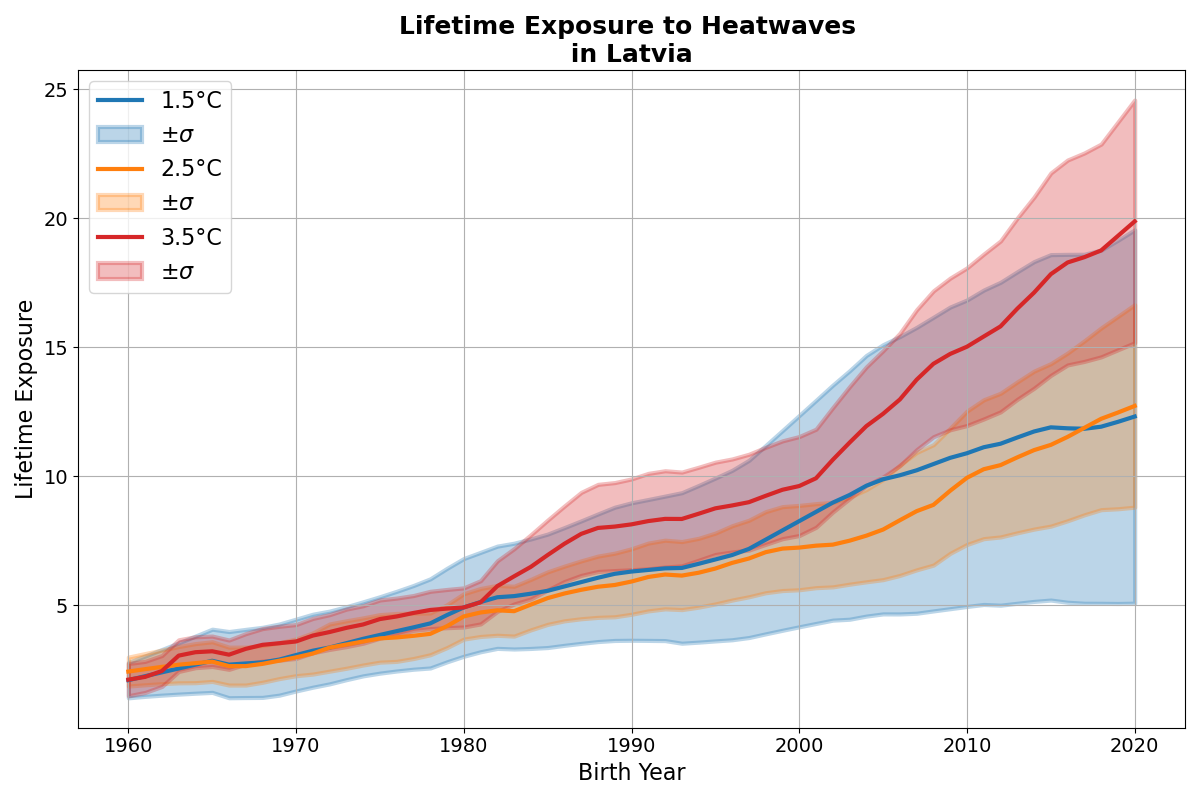 Lifetime Exposure to Heatwaves
in Latvia
25
20
15
10
5
Lifetime Exposure
1.5°C
±σ
2.5°C
±σ
3.5°C
±σ
1960 1970 1980 1990 2000 2010 2020
Birth Year